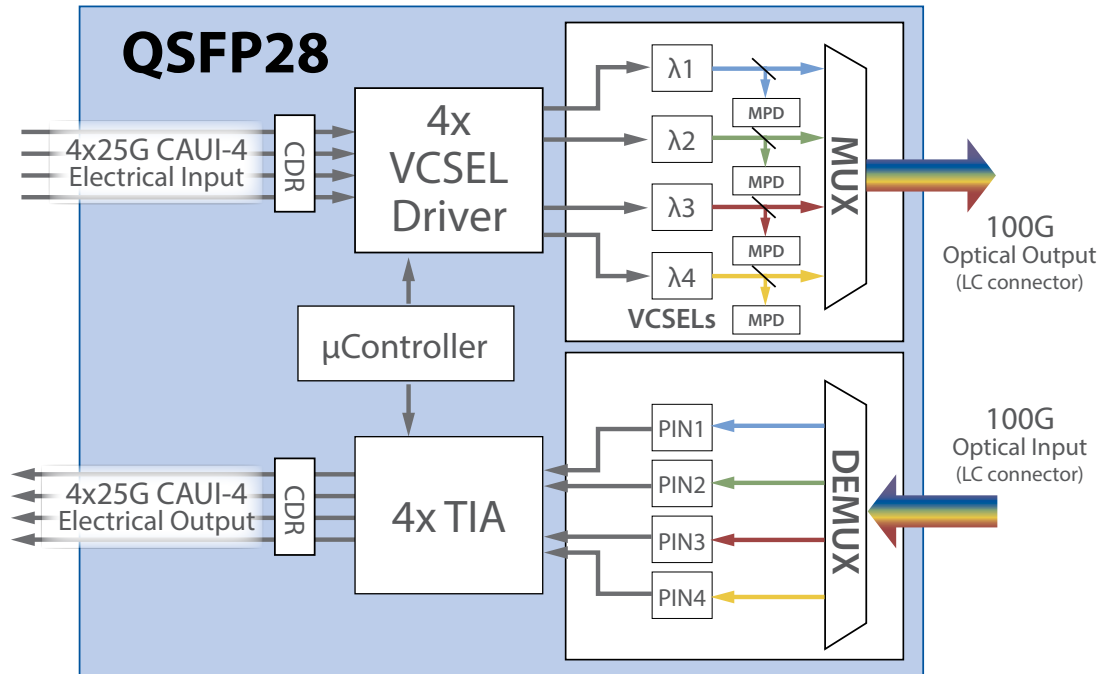 QSFP28
4x25G CAUI-4
Electrical Input
CDR
4x
VCSEL
Driver
λ1
MPD
λ2
MPD
λ3
MPD
λ4
MPD
VCSELs
MUX
100G
Optical Output
(LC connector)
µController
4x25G CAUI-4
Electrical Output
CDR
4x TIA
PIN1
PIN2
PIN3
PIN4
DEMUX
100G
Optical Input
(LC connector)